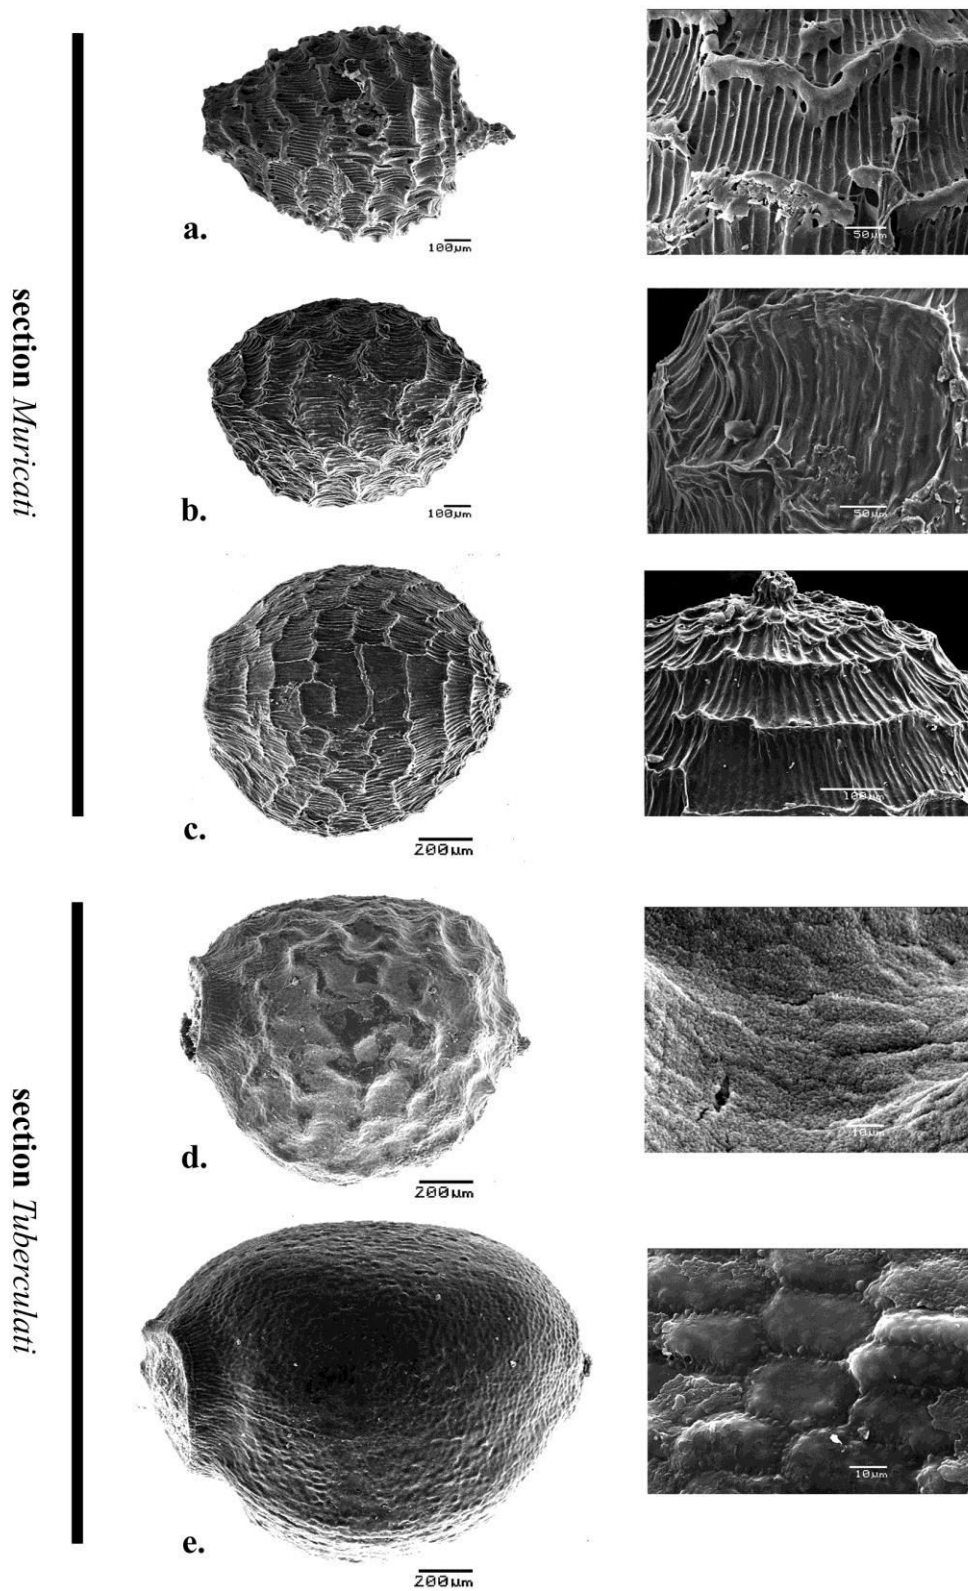 section Muricati
a.
100µm
50µm
b.
100µm
50µm
c.
200µm
100µm
section Tuberculati
d.
200µm
10µm
e.
200µm
10µm